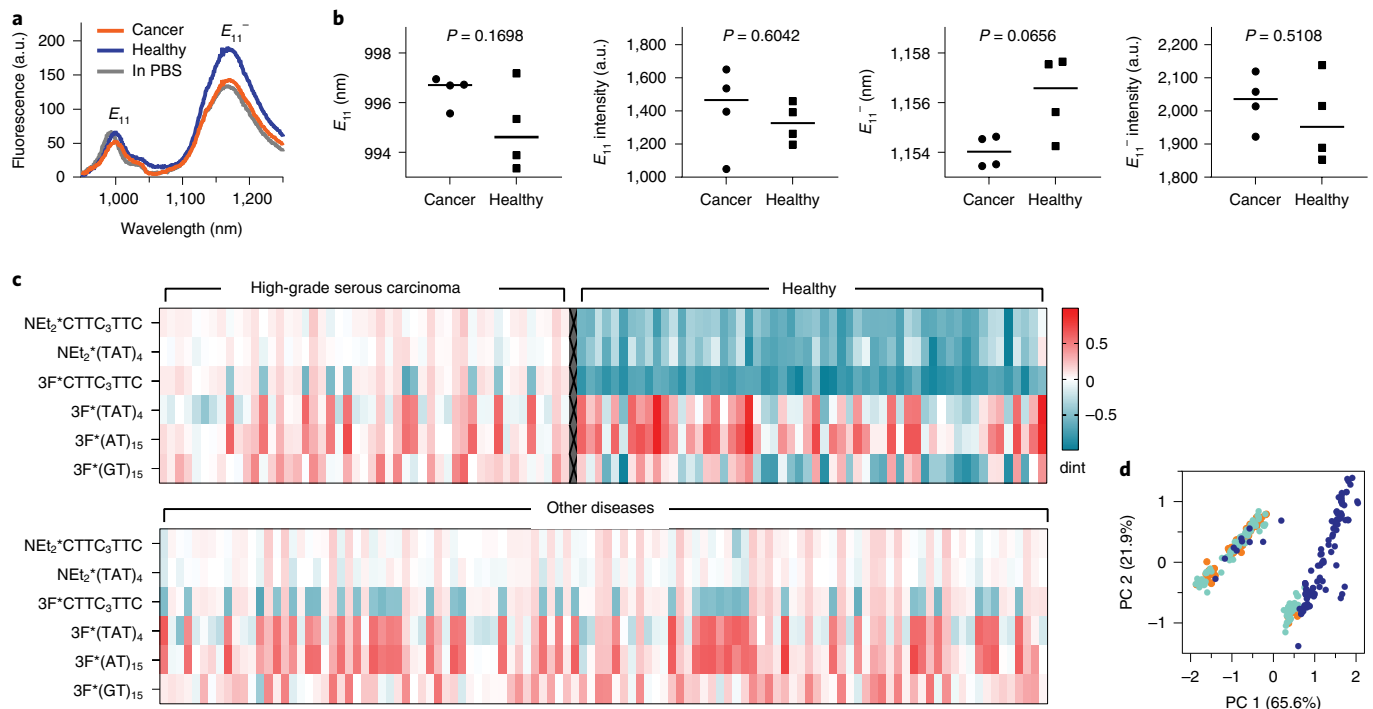 a
Fluorescence (a.u.)
200
150
100
50
0
Cancer
Healthy
In PBS
E11
E11−
1,000
1,100
1,200
Wavelength (nm)
b
P = 0.1698
E11 (nm)
998
996
994
Cancer Healthy
P = 0.6042
E11 intensity (a.u.)
1,800
1,600
1,400
1,200
1,000
Cancer Healthy
P = 0.0656
E11− (nm)
1,158
1,156
1,154
Cancer Healthy
P = 0.5108
E11− intensity (a.u.)
2,200
2,100
2,000
1,900
1,800
Cancer Healthy
c
High-grade serous carcinoma
Healthy
NEt2*CTTC3TTC
NEt2*(TAT)4
3F*CTTC3TTC
3F*(TAT)4
3F*(AT)15
3F*(GT)15
0.5
0
−0.5
dint
Other diseases
NEt2*CTTC3TTC
NEt2*(TAT)4
3F*CTTC3TTC
3F*(TAT)4
3F*(AT)15
3F*(GT)15
d
PC 2 (21.9%)
1
0
−1
−2 −1 0 1 2
PC 1 (65.6%)